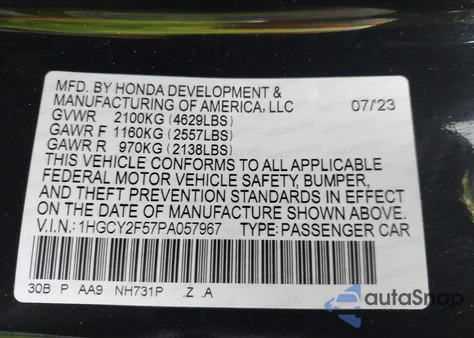 MFD. BY HONDA DEVELOPMENT &
MANUFACTURING OF AMERICA, LLC 07/23
GVWR 2100KG (4629LBS)
GAWR F 1160KG (2557LBS)
GAWR R 970KG (2138LBS)
THIS VEHICLE CONFORMS TO ALL APPLICABLE
FEDERAL MOTOR VEHICLE SAFETY, BUMPER,
AND THEFT PREVENTION STANDARDS IN EFFECT
ON THE DATE OF MANUFACTURE SHOWN ABOVE.
V.I.N.: 1HGCY2F57PA057967 TYPE: PASSENGER CAR
30B P AA9 NH731P .Z .A
autoSnap